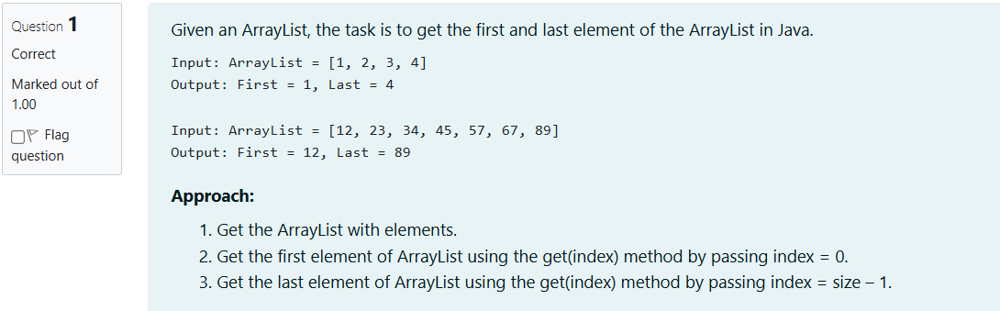 Question 1
Correct
Marked out of
1.00
Flag
question
Given an ArrayList, the task is to get the first and last element of the ArrayList in Java.
Input: ArrayList = [1, 2, 3, 4]
Output: First = 1, Last = 4
Input: ArrayList = [12, 23, 34, 45, 57, 67, 89]
Output: First = 12, Last = 89
Approach:
1. Get the ArrayList with elements.
2. Get the first element of ArrayList using the get(index) method by passing index = 0.
3. Get the last element of ArrayList using the get(index) method by passing index = size – 1.